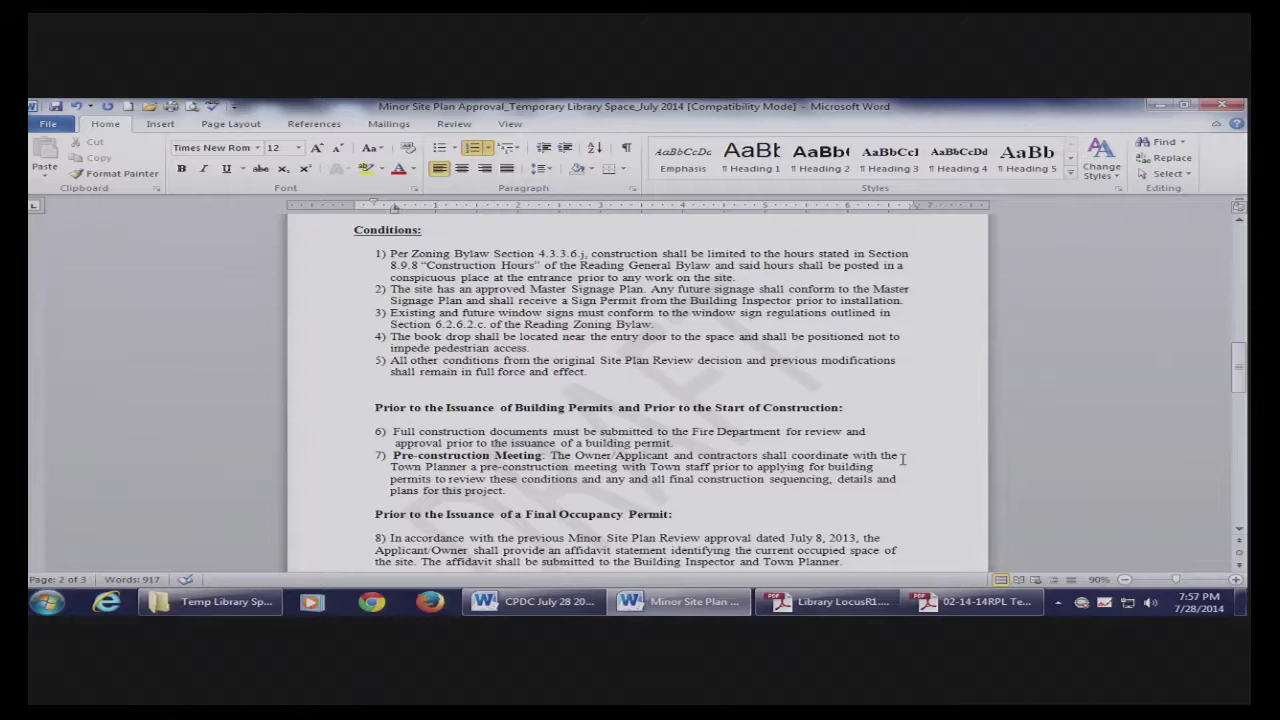 Minor Site Plan Approval_Temporary Library Space_July 2014 [Compatibility Mode] - Microsoft Word
File Home Insert Page Layout References Mailings Review View
Paste Cut Copy Format Painter
Clipboard
Times New Rom 12
Font
Paragraph
AaBbCcDc AaBb AaBb( AaBbCcI AaBbCcDd AaBb
Emphasis ¶ Heading 1 ¶ Heading 2 ¶ Heading 3 ¶ Heading 4 ¶ Heading 5
Styles
Change Styles
Find
Replace
Select
Editing
Conditions:
1) Per Zoning Bylaw Section 4.3.3.6.j, construction shall be limited to the hours stated in Section
8.9.8 “Construction Hours” of the Reading General Bylaw and said hours shall be posted in a
conspicuous place at the entrance prior to any work on the site.
2) The site has an approved Master Signage Plan. Any future signage shall conform to the Master
Signage Plan and shall receive a Sign Permit from the Building Inspector prior to installation.
3) Existing and future window signs must conform to the window sign regulations outlined in
Section 6.2.6.2.c. of the Reading Zoning Bylaw.
4) The book drop shall be located near the entry door to the space and shall be positioned not to
impede pedestrian access.
5) All other conditions from the original Site Plan Review decision and previous modifications
shall remain in full force and effect.
Prior to the Issuance of Building Permits and Prior to the Start of Construction:
6) Full construction documents must be submitted to the Fire Department for review and
approval prior to the issuance of a building permit.
7) Pre-construction Meeting: The Owner/Applicant and contractors shall coordinate with the
Town Planner a pre-construction meeting with Town staff prior to applying for building
permits to review these conditions and any and all final construction sequencing, details and
plans for this project.
Prior to the Issuance of a Final Occupancy Permit:
8) In accordance with the previous Minor Site Plan Review approval dated July 8, 2013, the
Applicant/Owner shall provide an affidavit statement identifying the current occupied space of
the site. The affidavit shall be submitted to the Building Inspector and Town Planner.
DRAFT
Page: 2 of 3 Words: 917 90%
Temp Library Sp... CPDC July 28 20... Minor Site Plan ... Library LocusR1.... 02-14-14RPL Te...
7:57 PM
7/28/2014